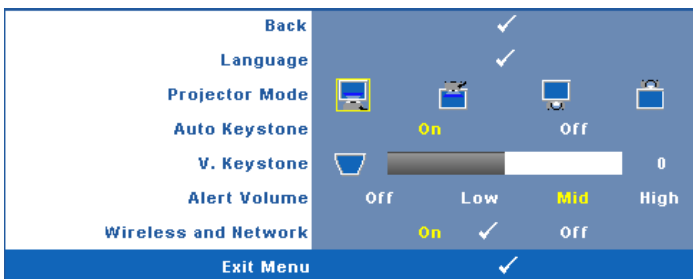 Back
Language
Projector Mode
Auto Keystone On Off
V. Keystone 0
Alert Volume Off Low Mid High
Wireless and Network On Off
Exit Menu